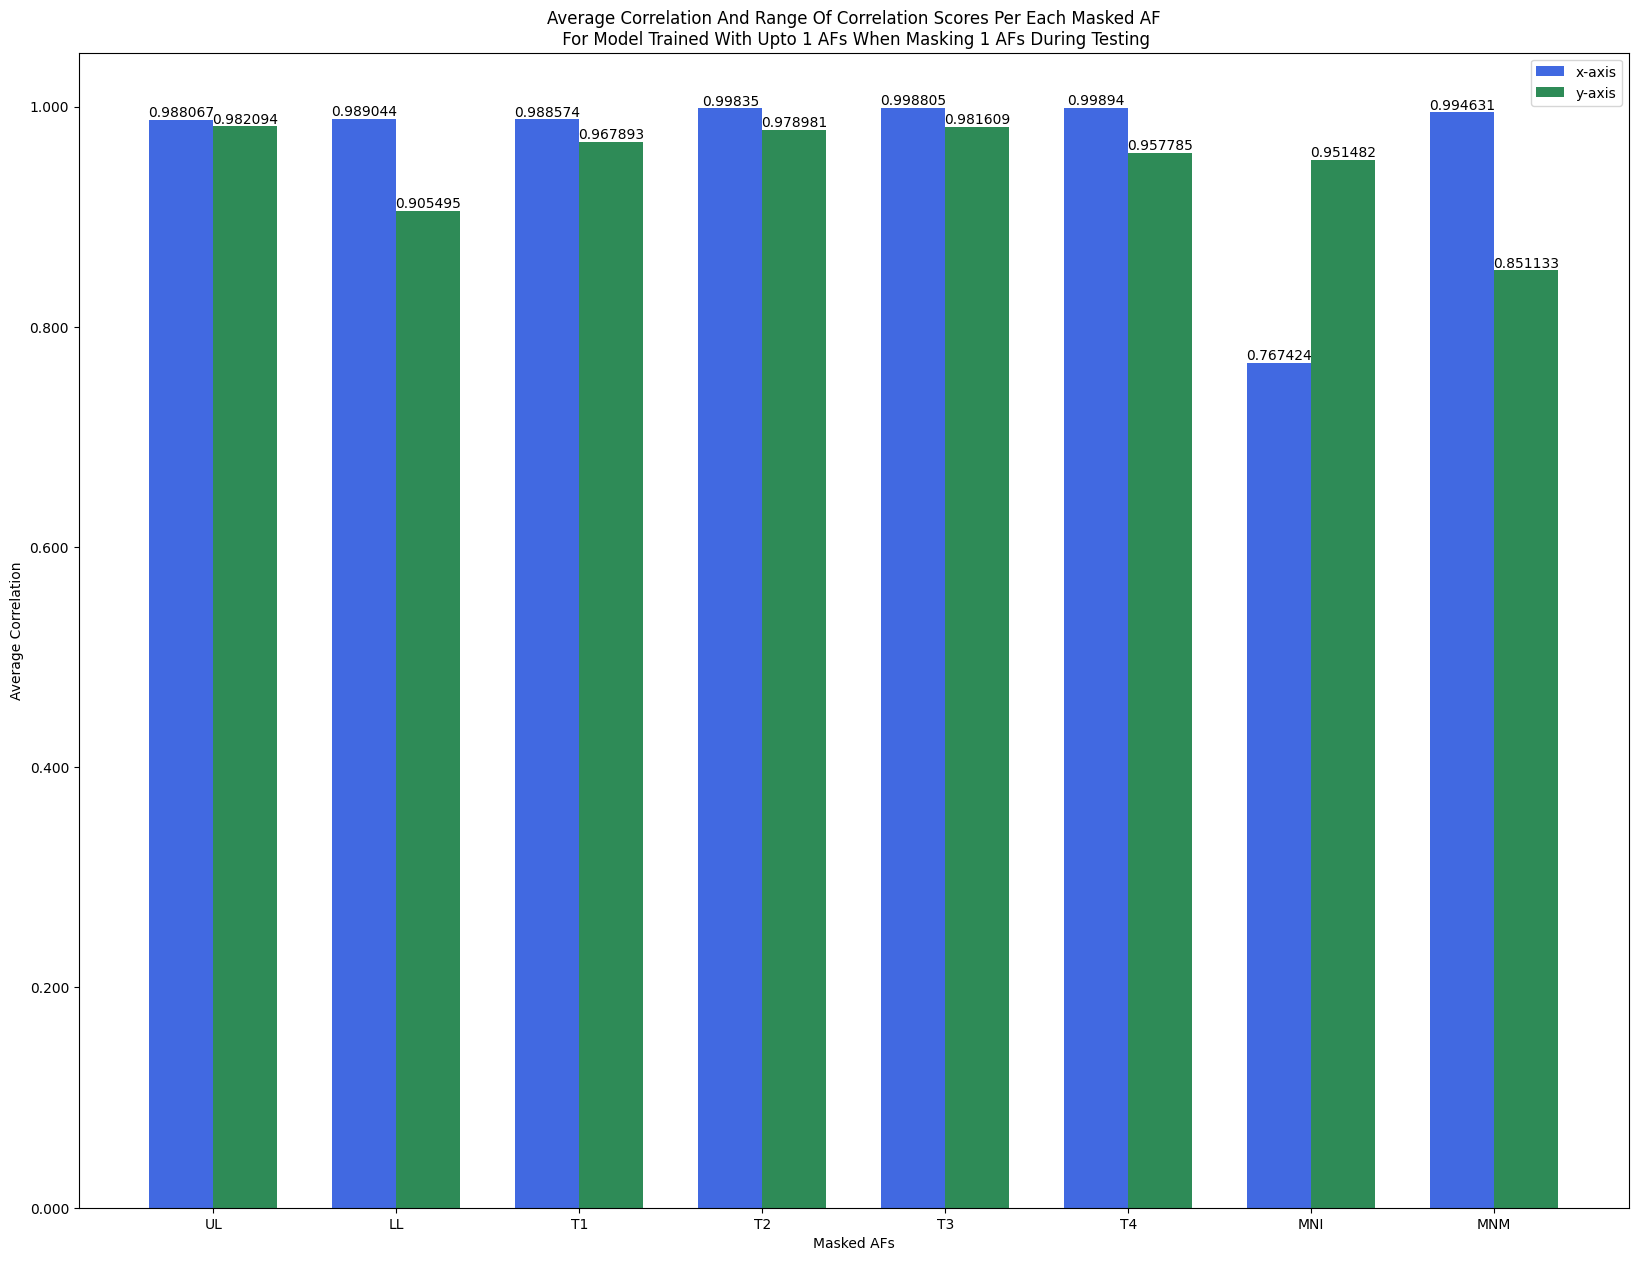 Average Correlation And Range Of Correlation Scores Per Each Masked AF
For Model Trained With Upto 1 AFs When Masking 1 AFs During Testing
x-axis
y-axis
1.000
0.800
0.600
0.400
0.200
0.000
Average Correlation
0.988067
0.982094
0.989044
0.905495
0.988574
0.967893
0.99835
0.978981
0.998805
0.981609
0.99894
0.957785
0.767424
0.951482
0.994631
0.851133
UL
LL
T1
T2
T3
T4
MNI
MNM
Masked AFs